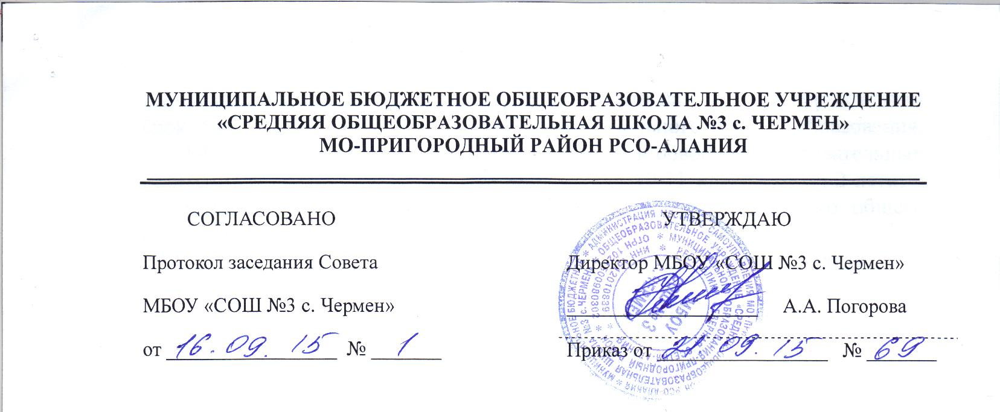 МУНИЦИПАЛЬНОЕ БЮДЖЕТНОЕ ОБЩЕОБРАЗОВАТЕЛЬНОЕ УЧРЕЖДЕНИЕ
«СРЕДНЯЯ ОБЩЕОБРАЗОВАТЕЛЬНАЯ ШКОЛА №3 с. ЧЕРМЕН»
МО-ПРИГОРОДНЫЙ РАЙОН РСО-АЛАНИЯ
СОГЛАСОВАНО
Протокол заседания Совета
МБОУ «СОШ №3 с. Чермен»
от 16.09.15 № 1
УТВЕРЖДАЮ
Директор МБОУ «СОШ №3 с. Чермен»
А.А. Погорова
Приказ от 21 09.15 № 69